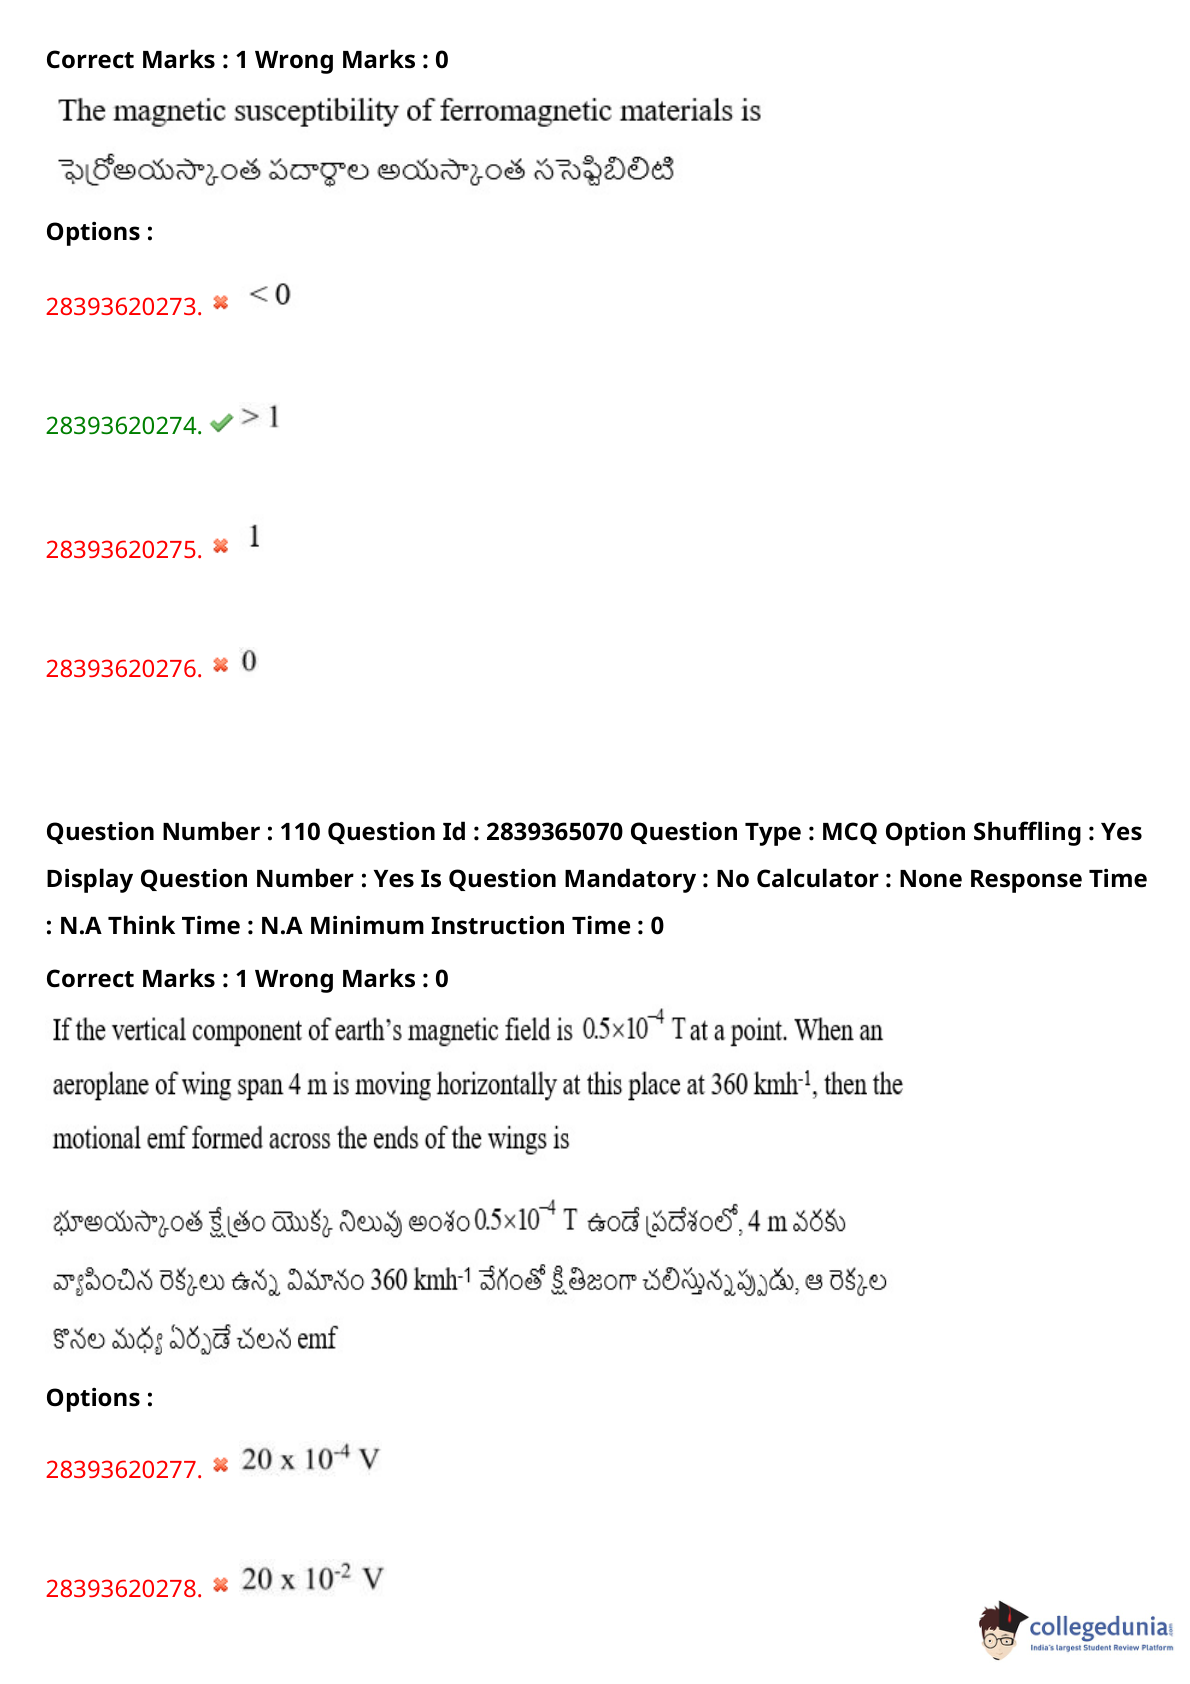 Correct Marks : 1 Wrong Marks : 0
The magnetic susceptibility of ferromagnetic materials is
ఫెర్రోఅయస్కాంత పదార్థాల అయస్కాంత ససెప్టిబిలిటి
Options :
28393620273. < 0
28393620274. > 1
28393620275. 1
28393620276. 0
Question Number : 110 Question Id : 2839365070 Question Type : MCQ Option Shuffling : Yes
Display Question Number : Yes Is Question Mandatory : No Calculator : None Response Time
: N.A Think Time : N.A Minimum Instruction Time : 0
Correct Marks : 1 Wrong Marks : 0
If the vertical component of earth’s magnetic field is 0.5×10⁻⁴ T at a point. When an
aeroplane of wing span 4 m is moving horizontally at this place at 360 kmh⁻¹, then the
motional emf formed across the ends of the wings is
భూఅయస్కాంత క్షేత్రం యొక్క నిలువు అంశం 0.5×10⁻⁴ T ఉండే ప్రదేశంలో, 4 m వరకు
వ్యాపించిన రెక్కలు ఉన్న విమానం 360 kmh⁻¹ వేగంతో క్షితిజంగా చలిస్తున్నప్పుడు, ఆ రెక్కల
కొనల మధ్య ఏర్పడే చలన emf
Options :
28393620277. 20 x 10⁻⁴ V
28393620278. 20 x 10⁻² V
collegedunia.com
India's largest Student Review Platform